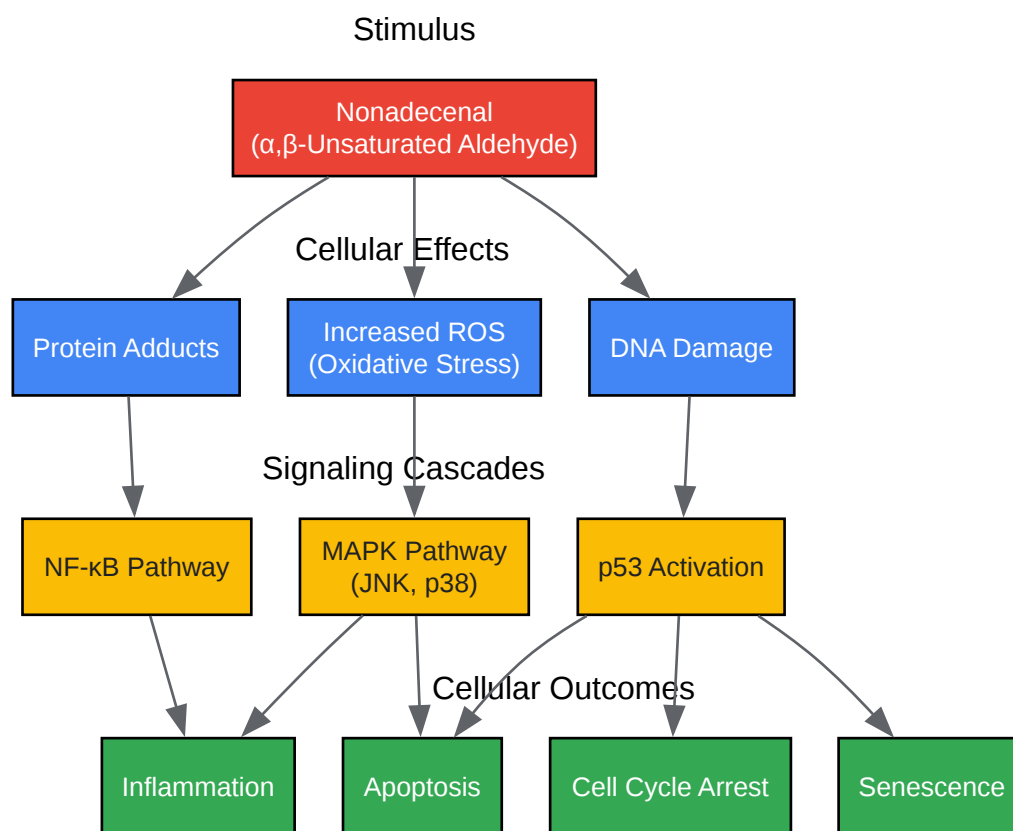 Stimulus
Nonadecenal
(α,β-Unsaturated Aldehyde)
Cellular Effects
Protein Adducts
Increased ROS
(Oxidative Stress)
DNA Damage
Signaling Cascades
NF-κB Pathway
MAPK Pathway
(JNK, p38)
p53 Activation
Cellular Outcomes
Inflammation
Apoptosis
Cell Cycle Arrest
Senescence